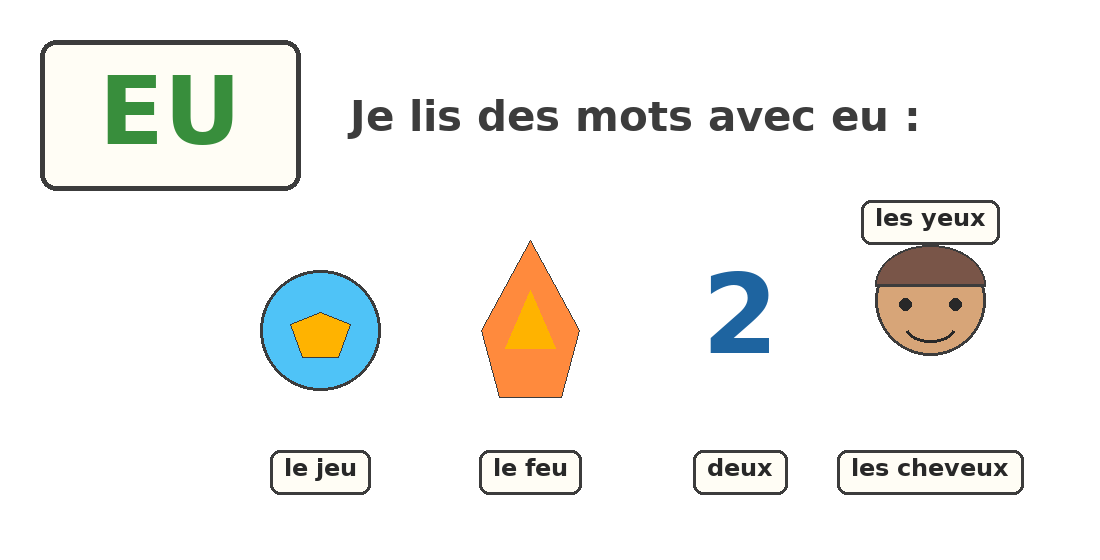 EU
Je lis des mots avec eu :
les yeux
2
le jeu
le feu
deux
les cheveux